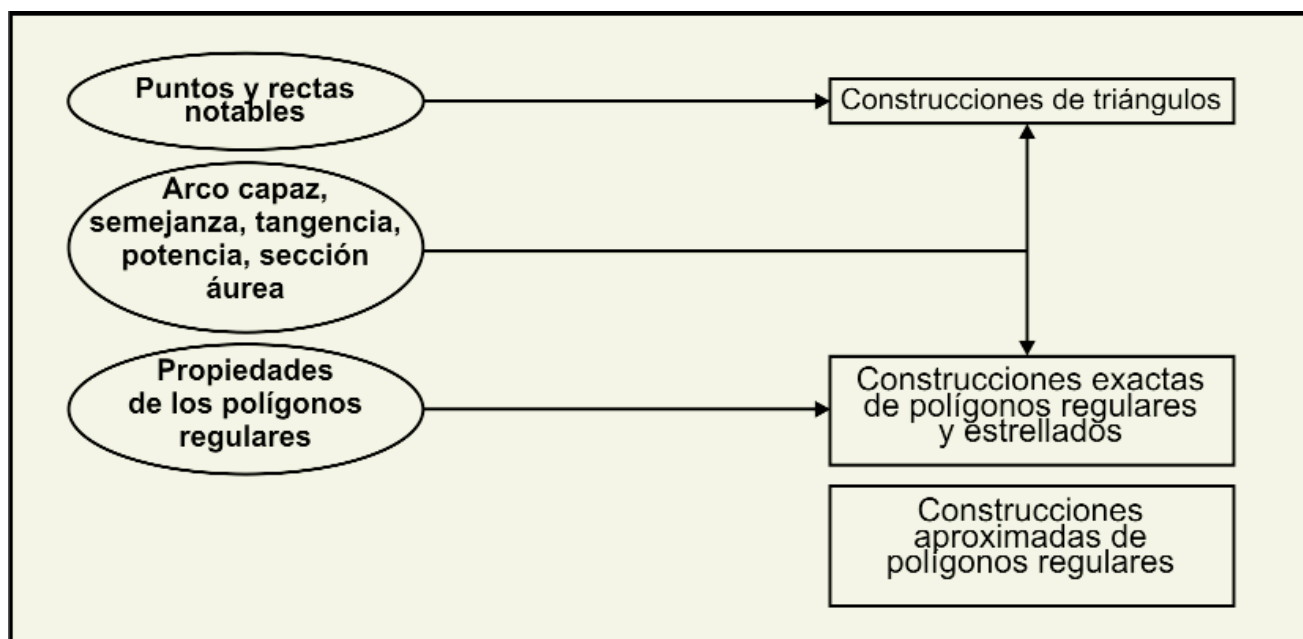 Puntos y rectas
notables
Construcciones de triángulos
Arco capaz,
semejanza, tangencia,
potencia, sección
áurea
Propiedades
de los polígonos
regulares
Construcciones exactas
de polígonos regulares
y estrellados
Construcciones
aproximadas de
polígonos regulares